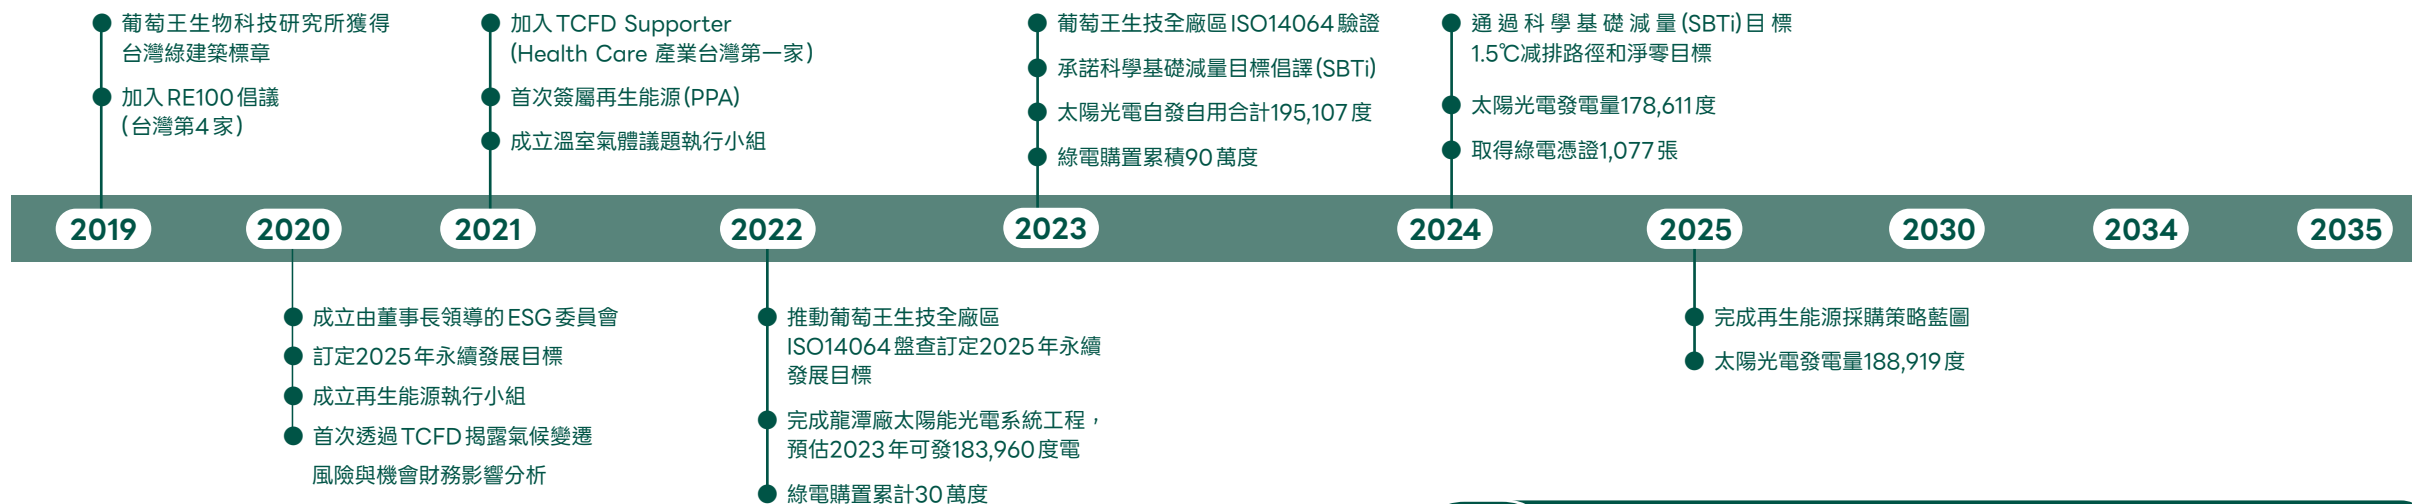 葡萄王生物科技研究所獲得
台灣綠建築標章
加入RE100倡議
(台灣第4家)
加入TCFD Supporter
(Health Care 產業台灣第一家)
首次簽屬再生能源(PPA)
成立溫室氣體議題執行小組
葡萄王生技全廠區ISO14064驗證
承諾科學基礎減量目標倡譯(SBTi)
太陽光電自發自用合計195,107度
綠電購置累積90萬度
通過科學基礎減量(SBTi)目標
1.5℃减排路徑和淨零目標
太陽光電發電量178,611度
取得綠電憑證1,077張
2019
2020
2021
2022
2023
2024
2025
2030
2034
2035
成立由董事長領導的ESG委員會
訂定2025年永續發展目標
成立再生能源執行小組
首次透過TCFD揭露氣候變遷
風險與機會財務影響分析
推動葡萄王生技全廠區
ISO14064盤查訂定2025年永續
發展目標
完成龍潭廠太陽能光電系統工程，
預估2023年可發183,960度電
綠電購置累計30萬度
完成再生能源採購策略藍圖
太陽光電發電量188,919度